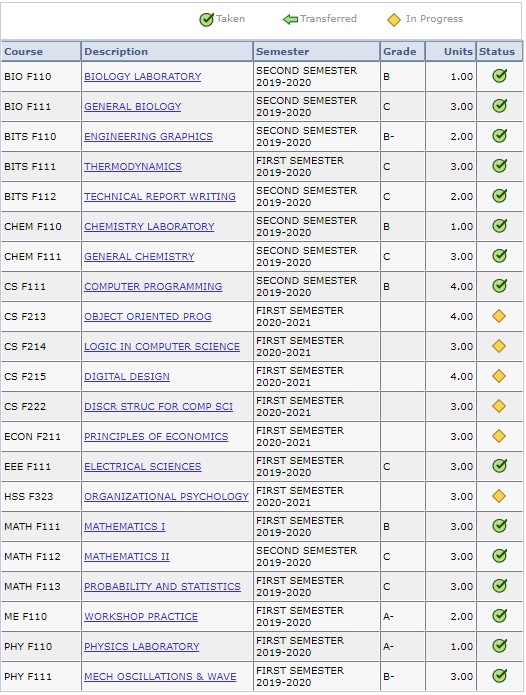 Taken Transferred In Progress
Course Description Semester Grade Units Status
BIO F110 BIOLOGY LABORATORY SECOND SEMESTER 2019-2020 B 1.00
BIO F111 GENERAL BIOLOGY SECOND SEMESTER 2019-2020 C 3.00
BITS F110 ENGINEERING GRAPHICS SECOND SEMESTER 2019-2020 B- 2.00
BITS F111 THERMODYNAMICS FIRST SEMESTER 2019-2020 C 3.00
BITS F112 TECHNICAL REPORT WRITING SECOND SEMESTER 2019-2020 C 2.00
CHEM F110 CHEMISTRY LABORATORY SECOND SEMESTER 2019-2020 B 1.00
CHEM F111 GENERAL CHEMISTRY SECOND SEMESTER 2019-2020 C 3.00
CS F111 COMPUTER PROGRAMMING SECOND SEMESTER 2019-2020 B 4.00
CS F213 OBJECT ORIENTED PROG FIRST SEMESTER 2020-2021 4.00
CS F214 LOGIC IN COMPUTER SCIENCE FIRST SEMESTER 2020-2021 3.00
CS F215 DIGITAL DESIGN FIRST SEMESTER 2020-2021 4.00
CS F222 DISCR STRUC FOR COMP SCI FIRST SEMESTER 2020-2021 3.00
ECON F211 PRINCIPLES OF ECONOMICS FIRST SEMESTER 2020-2021 3.00
EEE F111 ELECTRICAL SCIENCES FIRST SEMESTER 2019-2020 C 3.00
HSS F323 ORGANIZATIONAL PSYCHOLOGY FIRST SEMESTER 2020-2021 3.00
MATH F111 MATHEMATICS I FIRST SEMESTER 2019-2020 B 3.00
MATH F112 MATHEMATICS II SECOND SEMESTER 2019-2020 C 3.00
MATH F113 PROBABILITY AND STATISTICS FIRST SEMESTER 2019-2020 C 3.00
ME F110 WORKSHOP PRACTICE FIRST SEMESTER 2019-2020 A- 2.00
PHY F110 PHYSICS LABORATORY FIRST SEMESTER 2019-2020 A- 1.00
PHY F111 MECH OSCILLATIONS & WAVE FIRST SEMESTER 2019-2020 B- 3.00